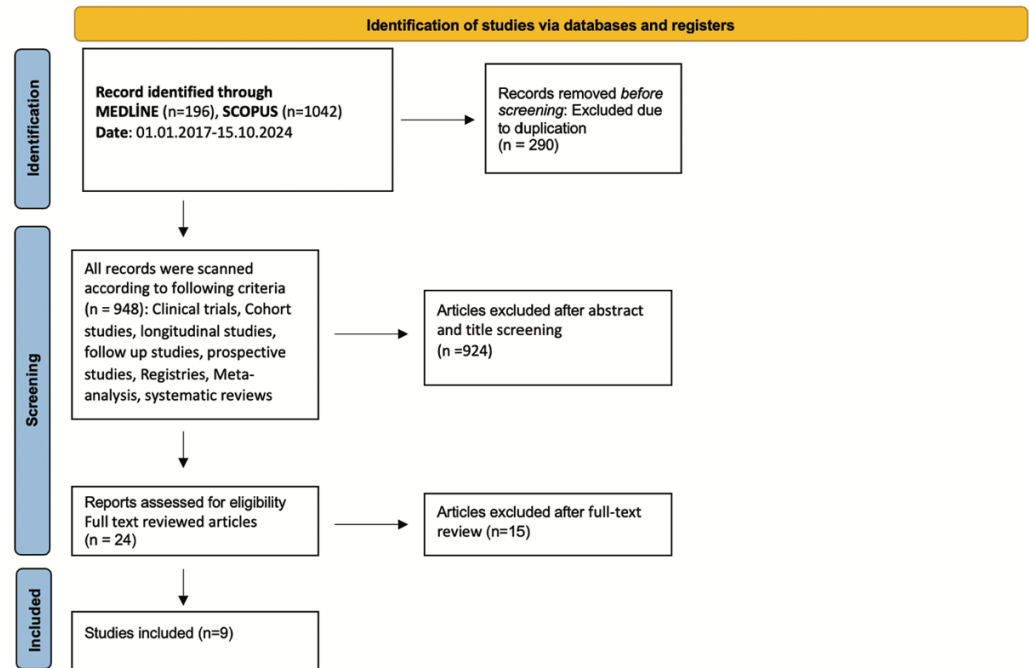 Identification of studies via databases and registers
Identification
Record identified through
MEDLİNE (n=196), SCOPUS (n=1042)
Date: 01.01.2017-15.10.2024
Records removed before
screening: Excluded due
to duplication
(n = 290)
Screening
All records were scanned
according to following criteria
(n = 948): Clinical trials, Cohort
studies, longitudinal studies,
follow up studies, prospective
studies, Registries, Meta-
analysis, systematic reviews
Articles excluded after abstract
and title screening
(n =924)
Reports assessed for eligibility
Full text reviewed articles
(n = 24)
Articles excluded after full-text
review (n=15)
Included
Studies included (n=9)